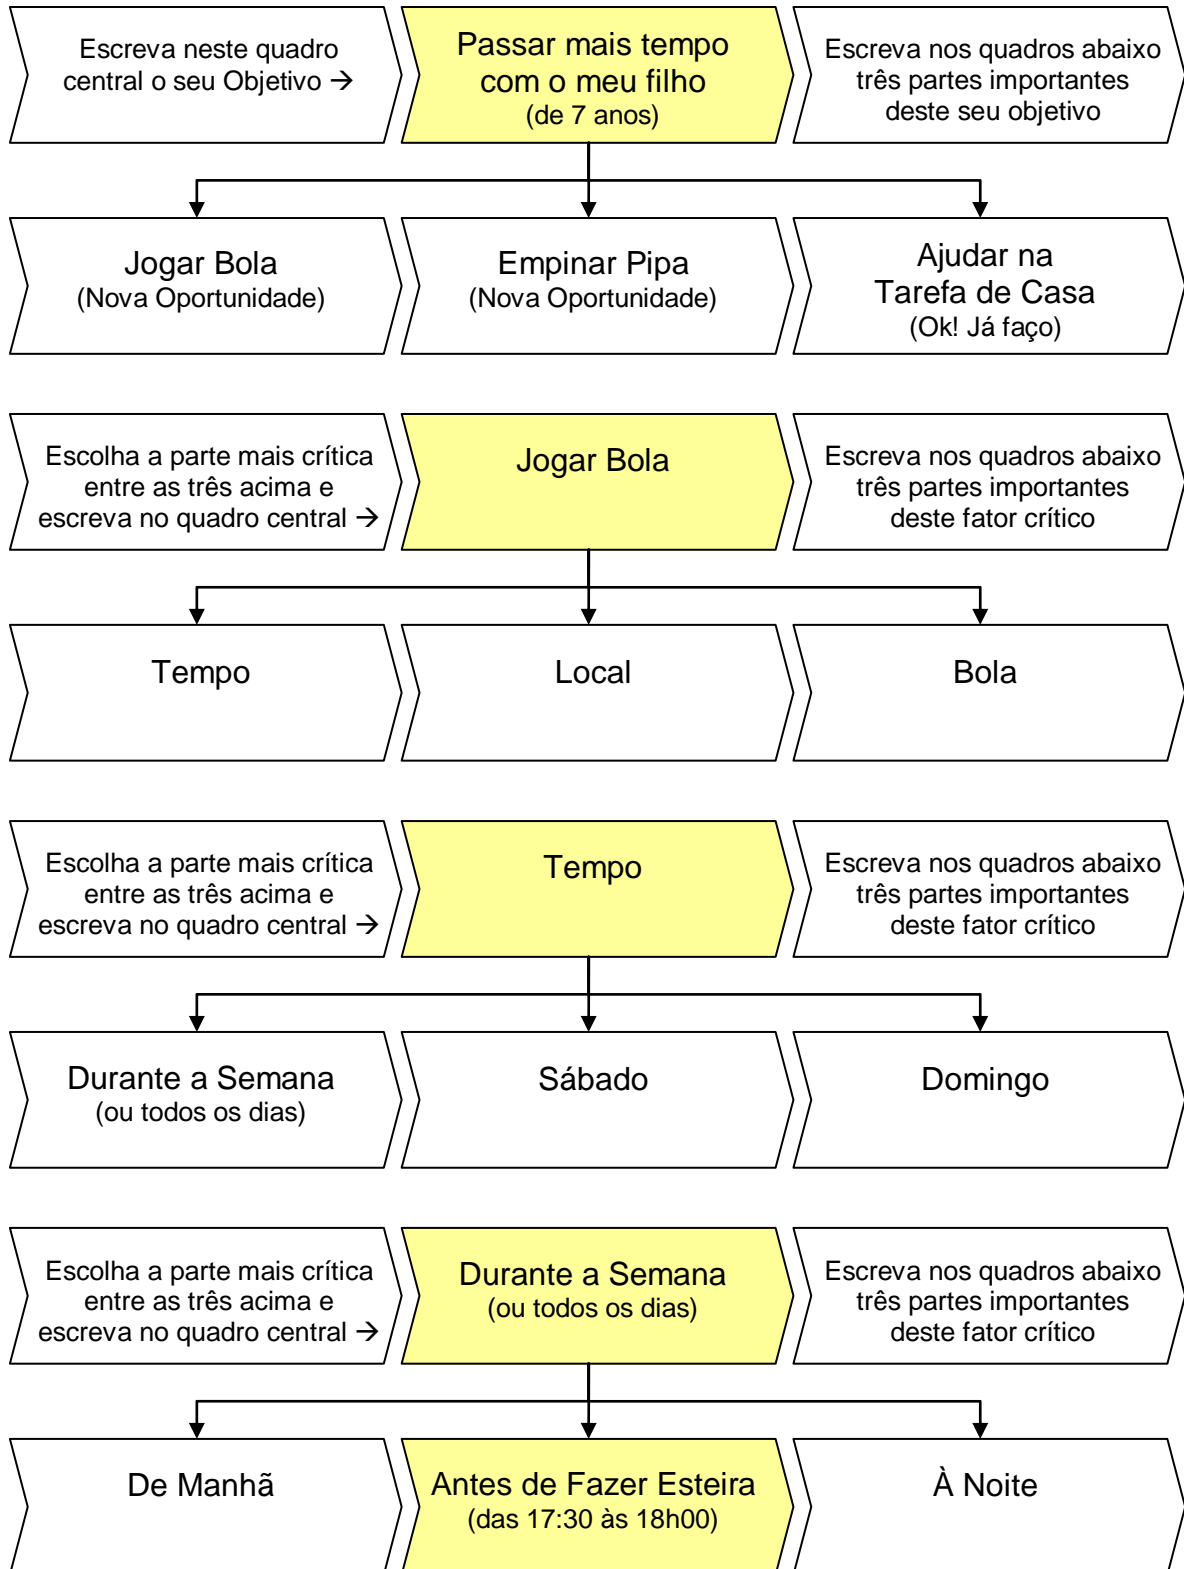 Escreva neste quadro
central o seu Objetivo →
Passar mais tempo
com o meu filho
(de 7 anos)
Escreva nos quadros abaixo
três partes importantes
deste seu objetivo
Jogar Bola
(Nova Oportunidade)
Empinar Pipa
(Nova Oportunidade)
Ajudar na
Tarefa de Casa
(Ok! Já faço)
Escolha a parte mais crítica
entre as três acima e
escreva no quadro central →
Jogar Bola
Escreva nos quadros abaixo
três partes importantes
deste fator crítico
Tempo
Local
Bola
Escolha a parte mais crítica
entre as três acima e
escreva no quadro central →
Tempo
Escreva nos quadros abaixo
três partes importantes
deste fator crítico
Durante a Semana
(ou todos os dias)
Sábado
Domingo
Escolha a parte mais crítica
entre as três acima e
escreva no quadro central →
Durante a Semana
(ou todos os dias)
Escreva nos quadros abaixo
três partes importantes
deste fator crítico
De Manhã
Antes de Fazer Esteira
(das 17:30 às 18h00)
À Noite